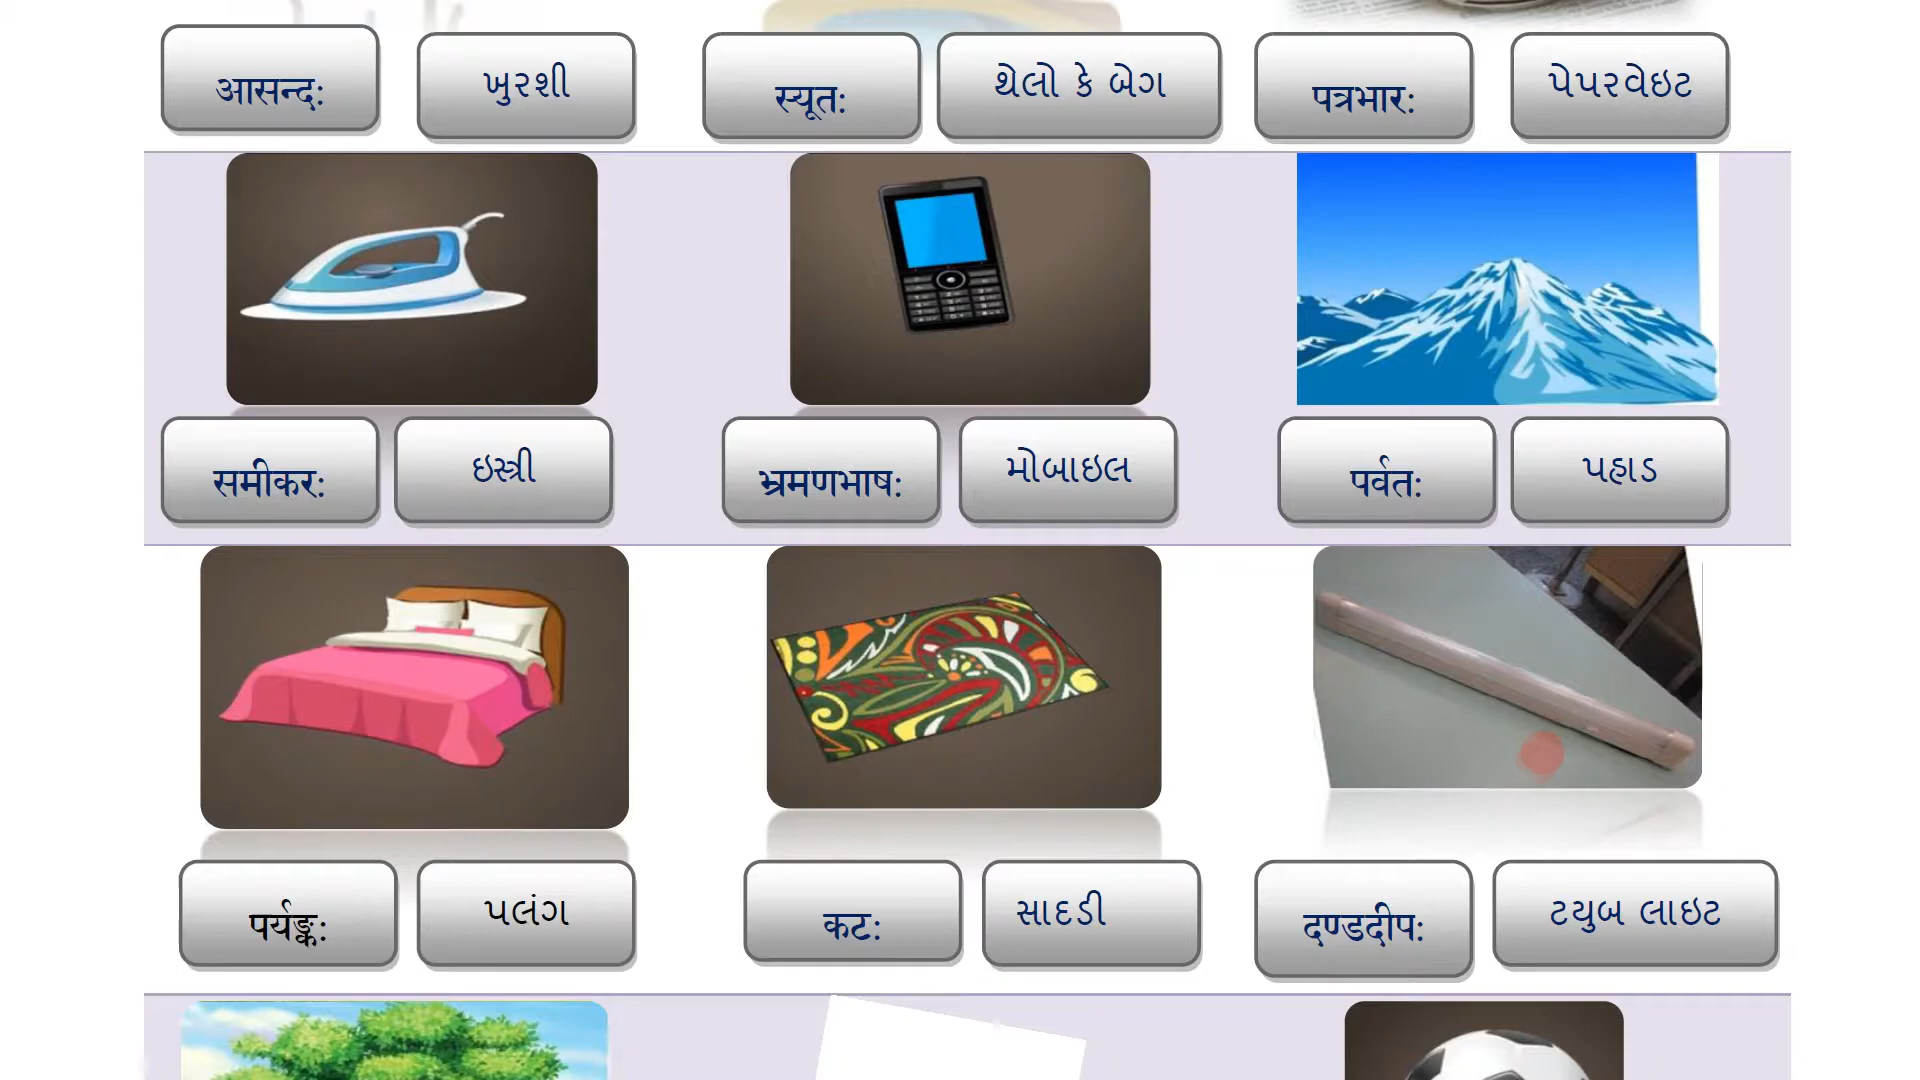 आसन्दः
ખુરશી
स्यूतः
થેલો કે બેગ
पत्रभारः
પેપરવેઇટ
समीकरः
ઇસ્ત્રી
भ्रमणभाषः
મોબાઇલ
पर्वतः
પહાડ
पर्यङ्कः
પલંગ
कटः
સાદડી
दण्डदीपः
ટયુબ લાઇટ